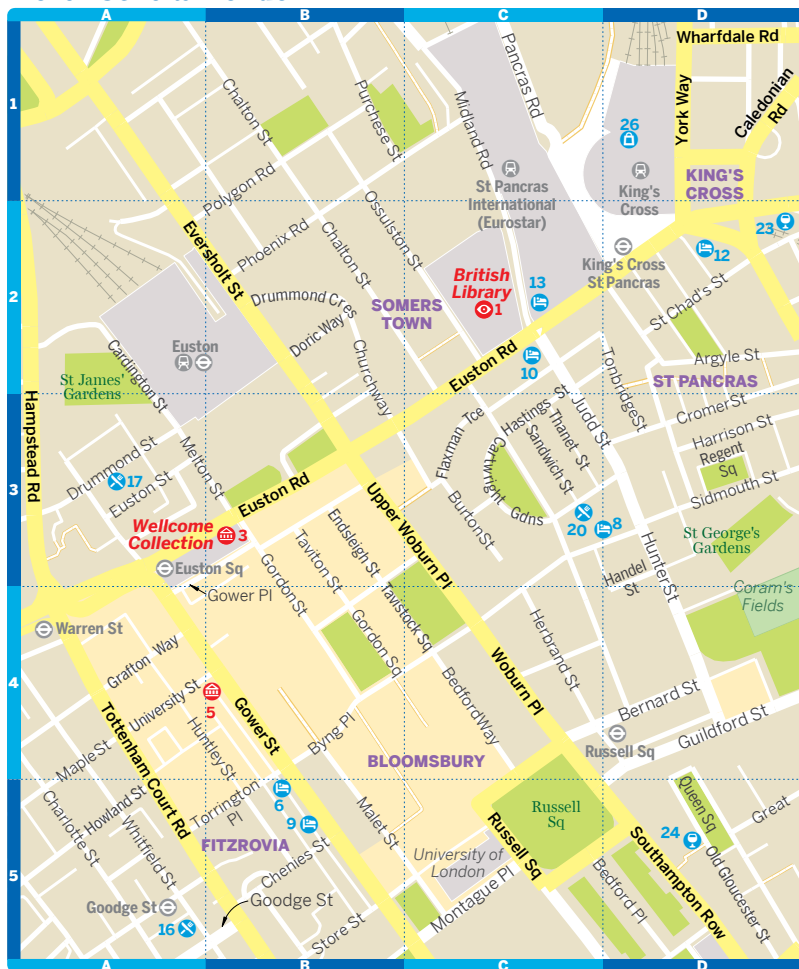 A
B
C
D
1
Wharfdale Rd
Pancras Rd
Chalton St
Purchese St
Midland Rd
York Way
Caledonian
Rd
26
St Pancras
International
(Eurostar)
King's
Cross
KING'S
CROSS
Polygon Rd
Ossulston St
23
2
Eversholt St
Phoenix Rd
Chalton St
King's Cross
St Pancras
12
British
Library
1
13
Drummond Cres
SOMERS
TOWN
Doric Way
St Chad's St
Euston
Churchway
Euston Rd
10
Argyle St
ST PANCRAS
St James'
Gardens
Cardington St
Tonbridge St
Judd St
Cromer St
Hampstead Rd
3
Hastings St
Thanet St
Sandwich St
Flaxman Tce
Cartwright Gdns
Harrison St
Regent
Sq
Drummond St
Melton St
17
Euston St
Euston Rd
Sidmouth St
Burton St
Upper Woburn Pl
Wellcome
Collection
3
20
8
St George's
Gardens
Endsleigh St
Taviton St
Hunter St
Euston Sq
Gordon St
Handel
St
Gower Pl
Tavistock Sq
Coram's
Fields
Warren St
Gordon Sq
Herbrand St
4
Grafton Way
University St
Woburn Pl
Bedford Way
5
Gower St
Bernard St
Guildford St
Tottenham Court Rd
Byng Pl
Russell Sq
Maple St
Huntley St
BLOOMSBURY
Howland St
Torrington
Pl
6
Malet St
Russell
Sq
Queen Sq
Great
Charlotte St
Whitfield St
9
Russell Sq
24
FITZROVIA
Southampton Row
5
University of
London
Old Gloucester St
Chenies St
Montague Pl
Bedford Pl
Goodge St
Goodge St
16
Store St
A
B
C
D